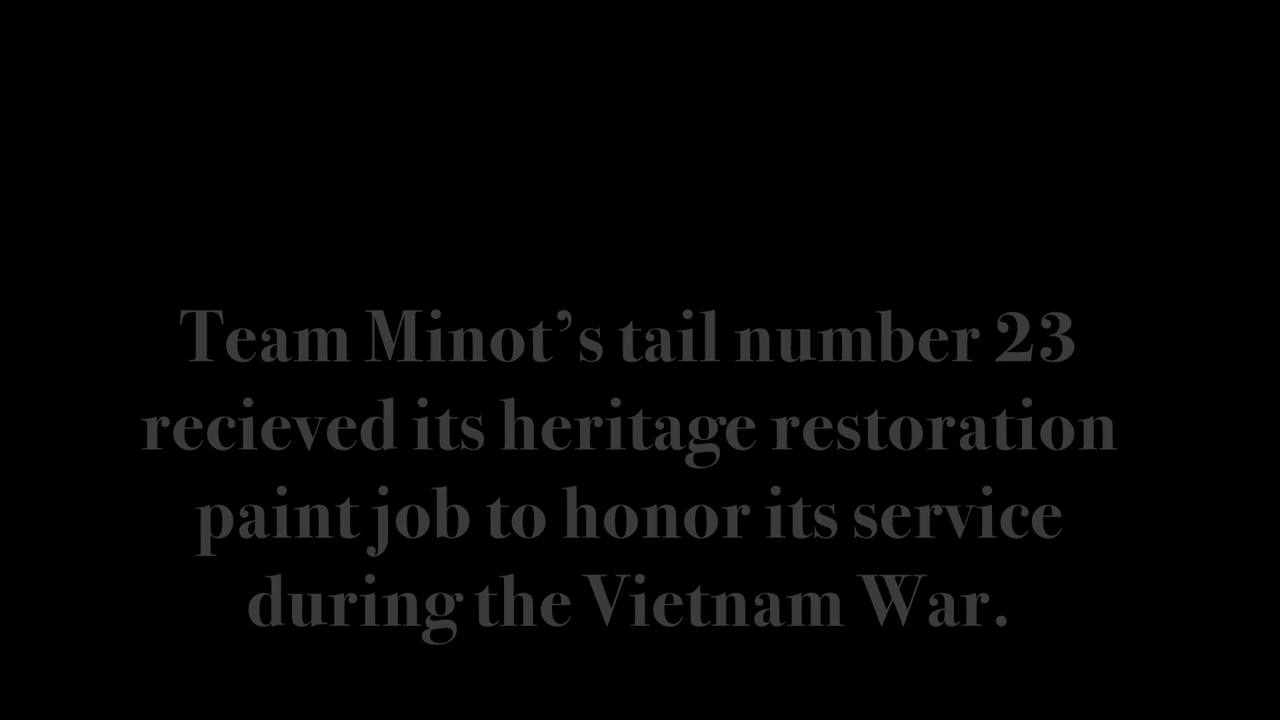 Team Minot’s tail number 23
recieved its heritage restoration
paint job to honor its service
during the Vietnam War.